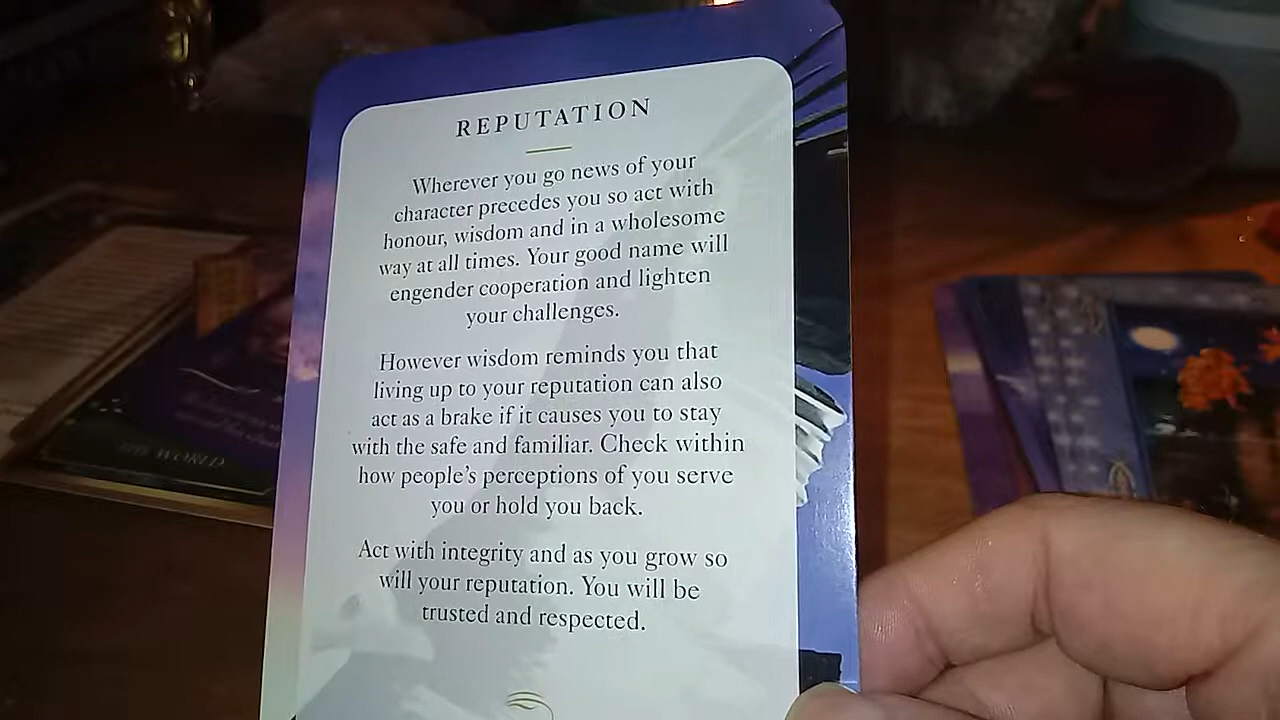 REPUTATION
Wherever you go news of your
character precedes you so act with
honour, wisdom and in a wholesome
way at all times. Your good name will
engender cooperation and lighten
your challenges.
However wisdom reminds you that
living up to your reputation can also
act as a brake if it causes you to stay
with the safe and familiar. Check within
how people's perceptions of you serve
you or hold you back.
Act with integrity and as you grow so
will your reputation. You will be
trusted and respected.
THE WORLD